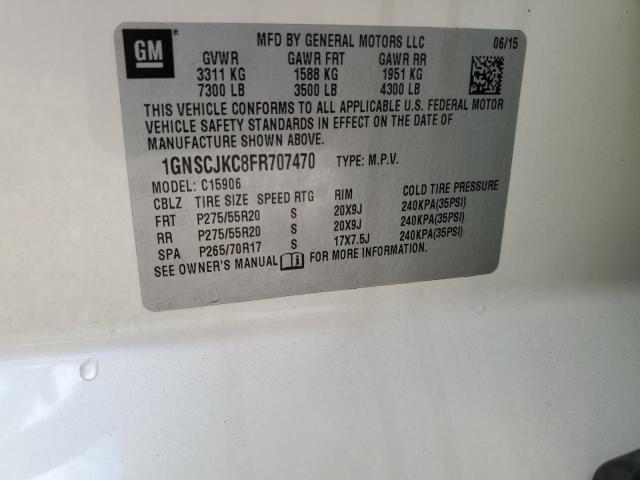 GM
MFD BY GENERAL MOTORS LLC 06/15
GVWR GAWR FRT GAWR RR
3311 KG 1588 KG 1951 KG
7300 LB 3500 LB 4300 LB
THIS VEHICLE CONFORMS TO ALL APPLICABLE U.S. FEDERAL MOTOR
VEHICLE SAFETY STANDARDS IN EFFECT ON THE DATE OF
MANUFACTURE SHOWN ABOVE.
1GNSCJKC8FR707470 TYPE: M.P.V.
MODEL: C15906
CBLZ TIRE SIZE SPEED RTG RIM COLD TIRE PRESSURE
FRT P275/55R20 S 20X9J 240KPA(35PSI)
RR P275/55R20 S 20X9J 240KPA(35PSI)
SPA P265/70R17 S 17X7.5J 240KPA(35PSI)
SEE OWNER'S MANUAL FOR MORE INFORMATION.